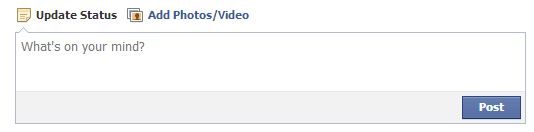 Update Status Add Photos/Video
What's on your mind?
Post